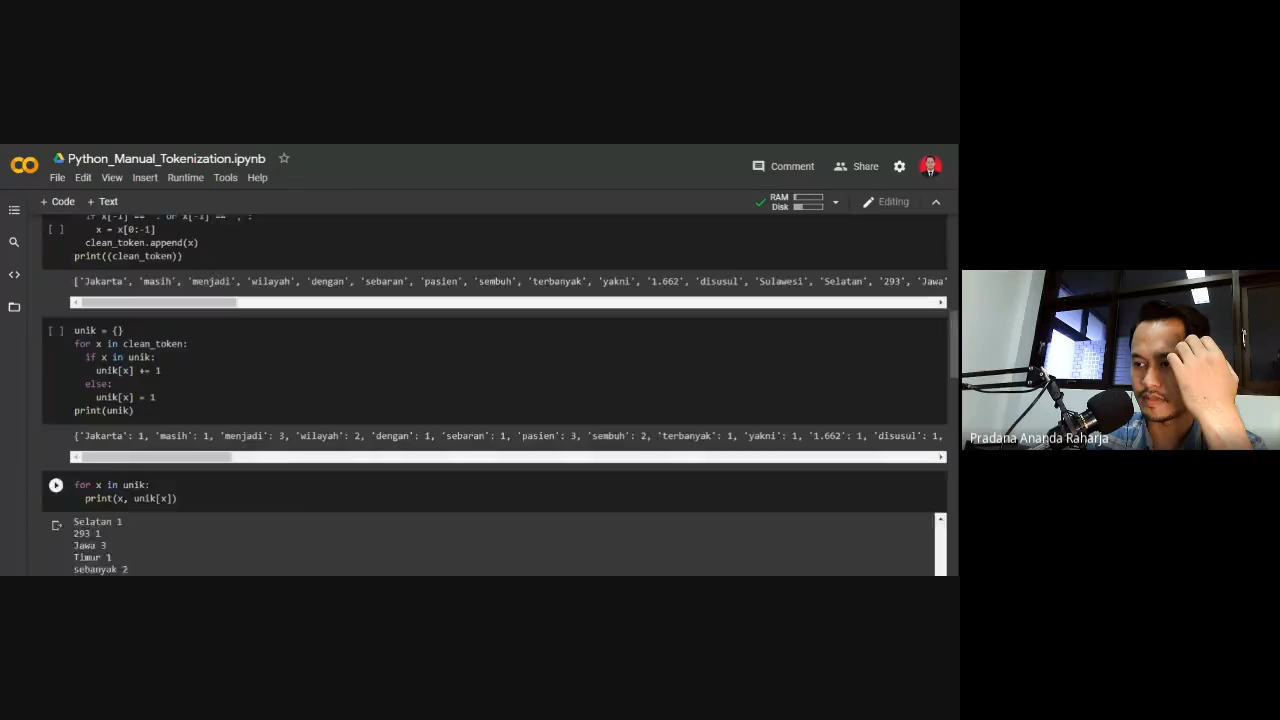 Python_Manual_Tokenization.ipynb
File Edit View Insert Runtime Tools Help
Comment Share
+ Code + Text
RAM
Disk
Editing
if x[-1] == '.' or x[-1] == ',':
[ ] x = x[0:-1]
clean_token.append(x)
print((clean_token))
['Jakarta', 'masih', 'menjadi', 'wilayah', 'dengan', 'sebaran', 'pasien', 'sembuh', 'terbanyak', 'yakni', '1.662', 'disusul', 'Sulawesi', 'Selatan', '293', 'Jawa'
[ ] unik = {}
for x in clean_token:
if x in unik:
unik[x] += 1
else:
unik[x] = 1
print(unik)
{'Jakarta': 1, 'masih': 1, 'menjadi': 3, 'wilayah': 2, 'dengan': 1, 'sebaran': 1, 'pasien': 3, 'sembuh': 2, 'terbanyak': 1, 'yakni': 1, '1.662': 1, 'disusul': 1,
for x in unik:
print(x, unik[x])
Selatan 1
293 1
Jawa 3
Timur 1
sebanyak 2
Pradana Ananda Raharja